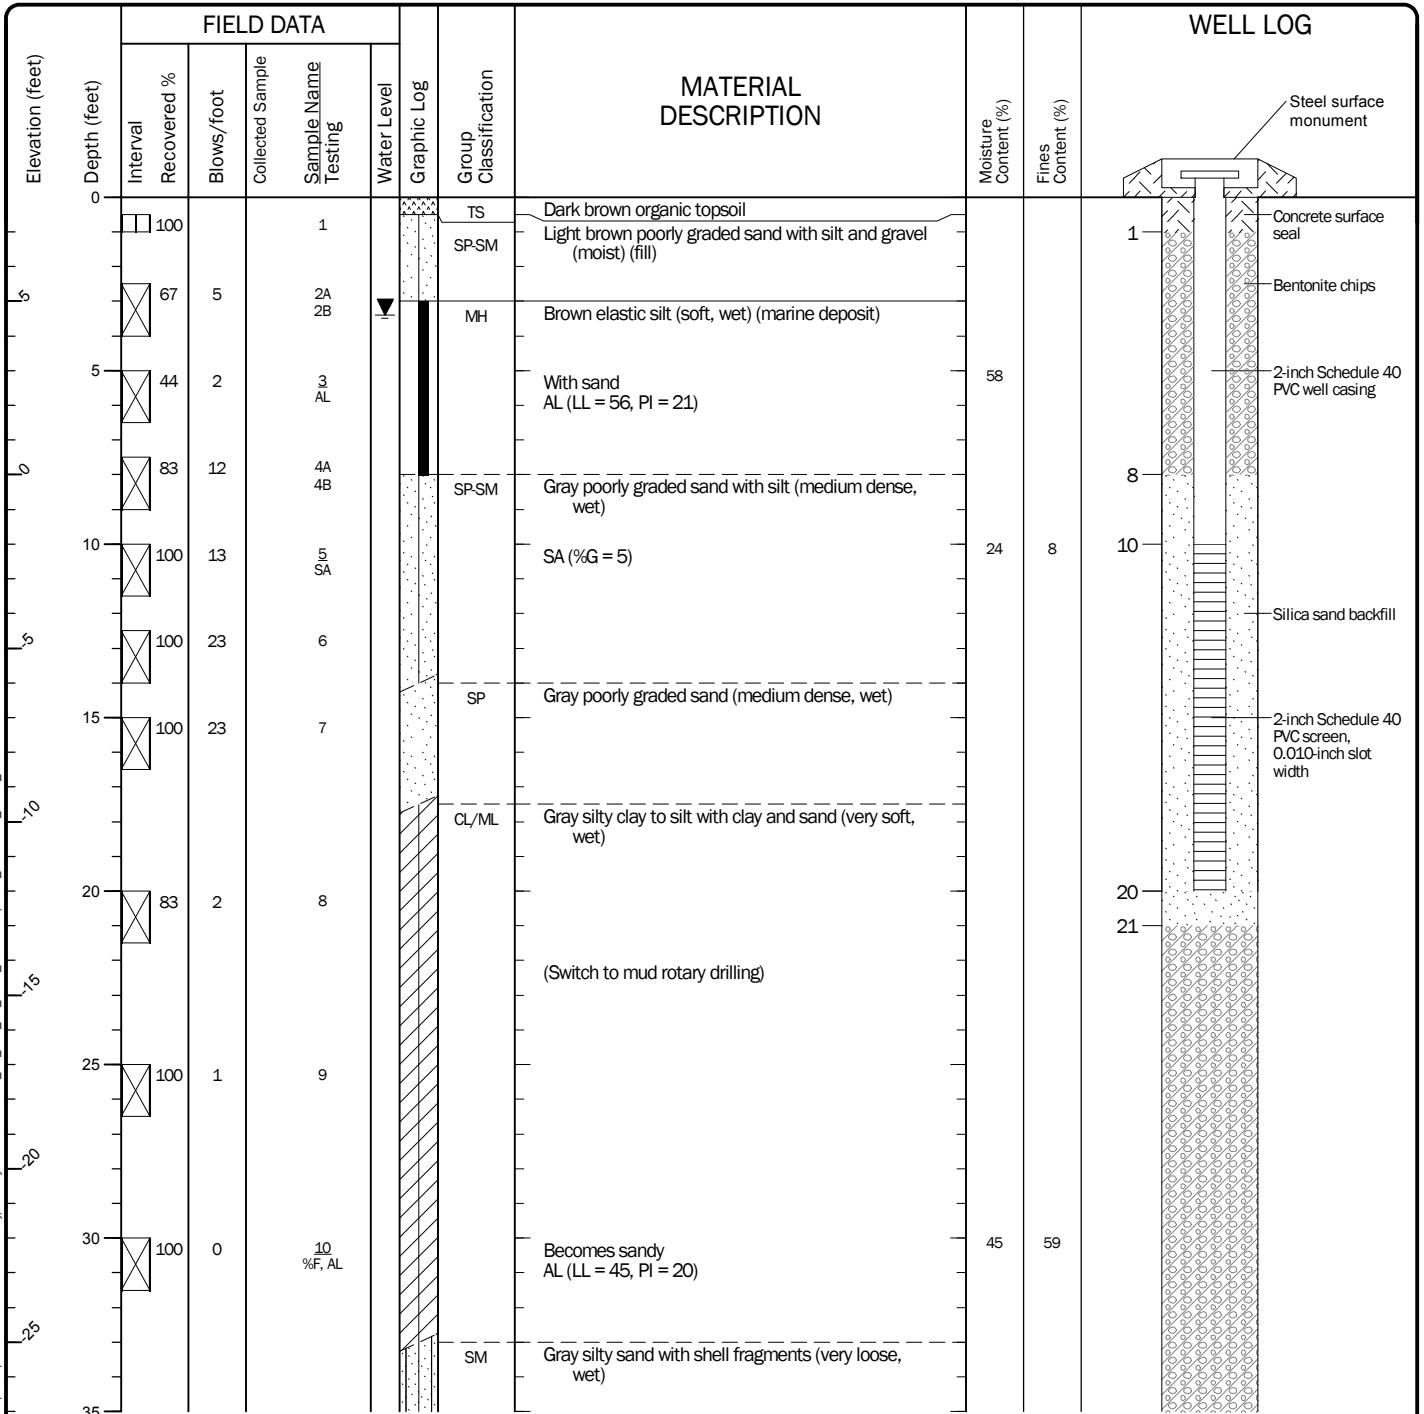 FIELD DATA
WELL LOG
Elevation (feet)
Depth (feet)
Interval
Recovered %
Blows/foot
Collected Sample
Sample Name
Testing
Water Level
Graphic Log
Group
Classification
MATERIAL
DESCRIPTION
Moisture
Content (%)
Fines
Content (%)
Steel surface
monument
0
TS
Dark brown organic topsoil
Concrete surface
seal
100
1
SP-SM
Light brown poorly graded sand with silt and gravel
(moist) (fill)
1
Bentonite chips
5
67
5
2A
2B
MH
Brown elastic silt (soft, wet) (marine deposit)
5
44
2
3
AL
With sand
AL (LL = 56, PI = 21)
58
2-inch Schedule 40
PVC well casing
0
83
12
4A
4B
SP-SM
Gray poorly graded sand with silt (medium dense,
wet)
8
10
100
13
5
SA
SA (%G = 5)
24
8
10
Silica sand backfill
-5
100
23
6
SP
Gray poorly graded sand (medium dense, wet)
15
100
23
7
2-inch Schedule 40
PVC screen,
0.010-inch slot
width
-10
CL/ML
Gray silty clay to silt with clay and sand (very soft,
wet)
20
83
2
8
20
21
-15
(Switch to mud rotary drilling)
25
100
1
9
-20
30
100
0
10
%F, AL
Becomes sandy
AL (LL = 45, PI = 20)
45
59
-25
SM
Gray silty sand with shell fragments (very loose,
wet)
35